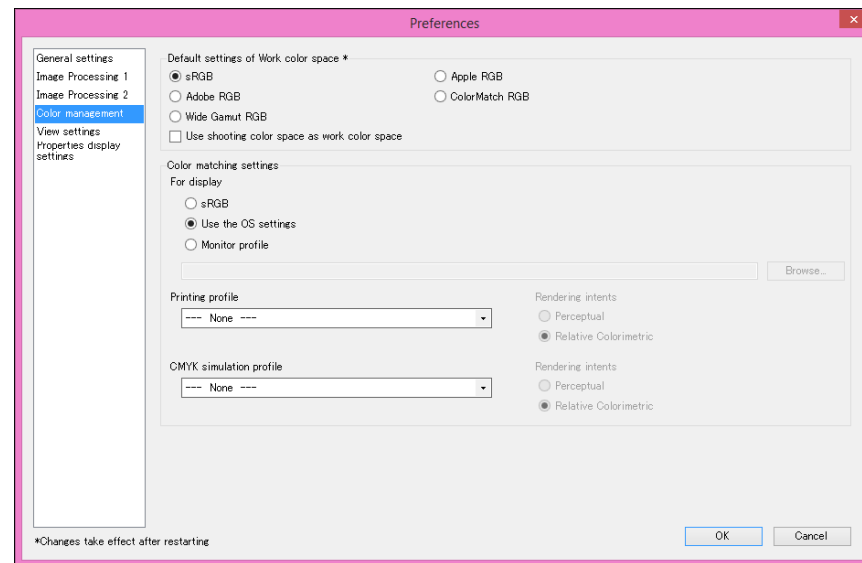 Preferences
General settings
Image Processing 1
Image Processing 2
Color management
View settings
Properties display
settings
Default settings of Work color space *
sRGB
Apple RGB
Adobe RGB
ColorMatch RGB
Wide Gamut RGB
Use shooting color space as work color space
Color matching settings
For display
sRGB
Use the OS settings
Monitor profile
Browse...
Printing profile
--- None ---
Rendering intents
Perceptual
Relative Colorimetric
CMYK simulation profile
--- None ---
Rendering intents
Perceptual
Relative Colorimetric
*Changes take effect after restarting
OK
Cancel